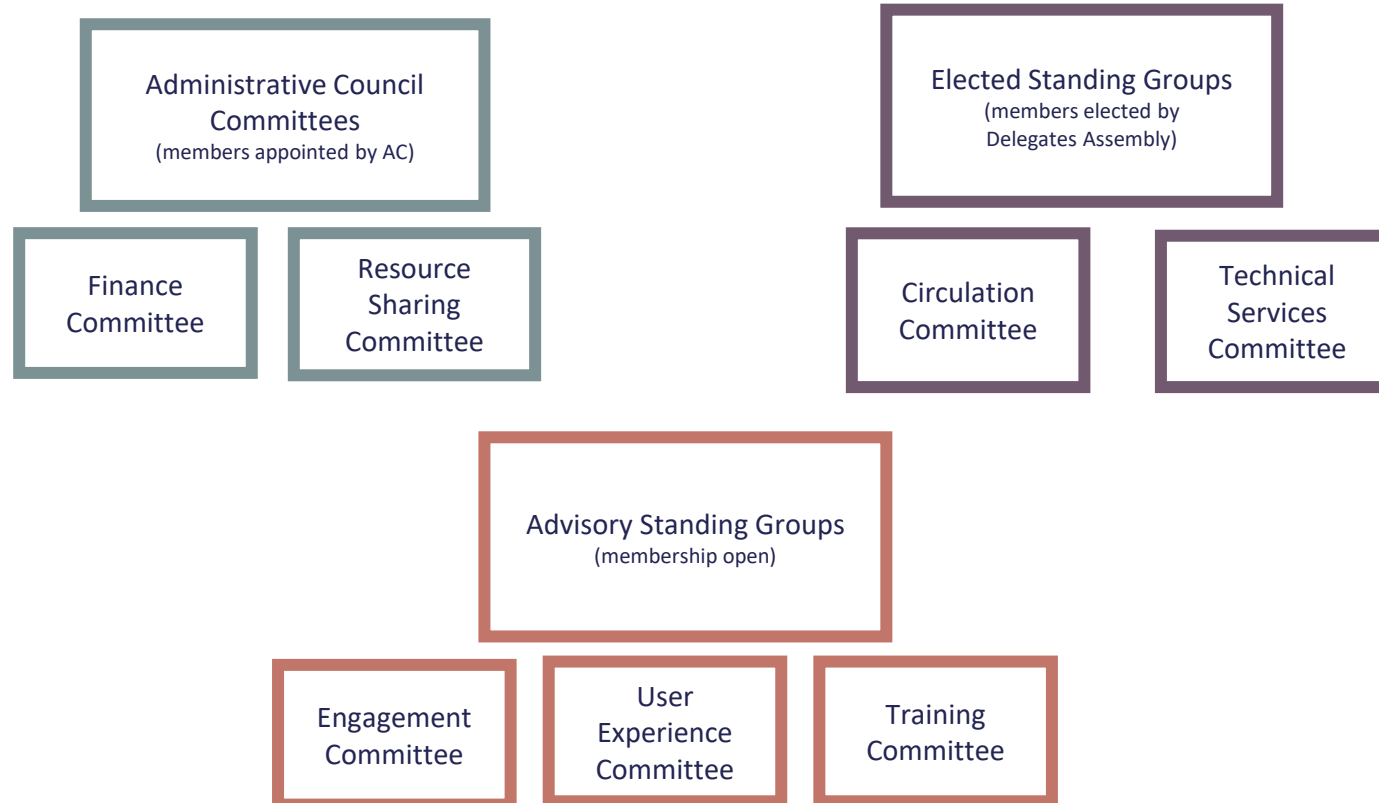 Administrative Council
Committees
(members appointed by AC)
Elected Standing Groups
(members elected by
Delegates Assembly)
Finance
Committee
Resource
Sharing
Committee
Circulation
Committee
Technical
Services
Committee
Advisory Standing Groups
(membership open)
Engagement
Committee
User
Experience
Committee
Training
Committee